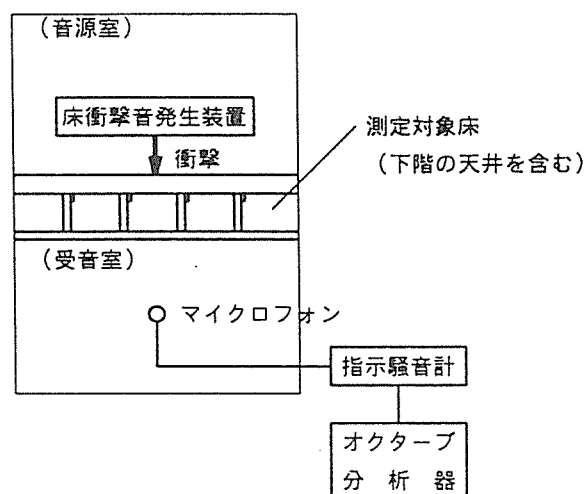 （音源室）
床衝撃音発生装置
衝撃
測定対象床
（下階の天井を含む）
（受音室）
マイクロフォン
指示騒音計
オクターブ
分析器